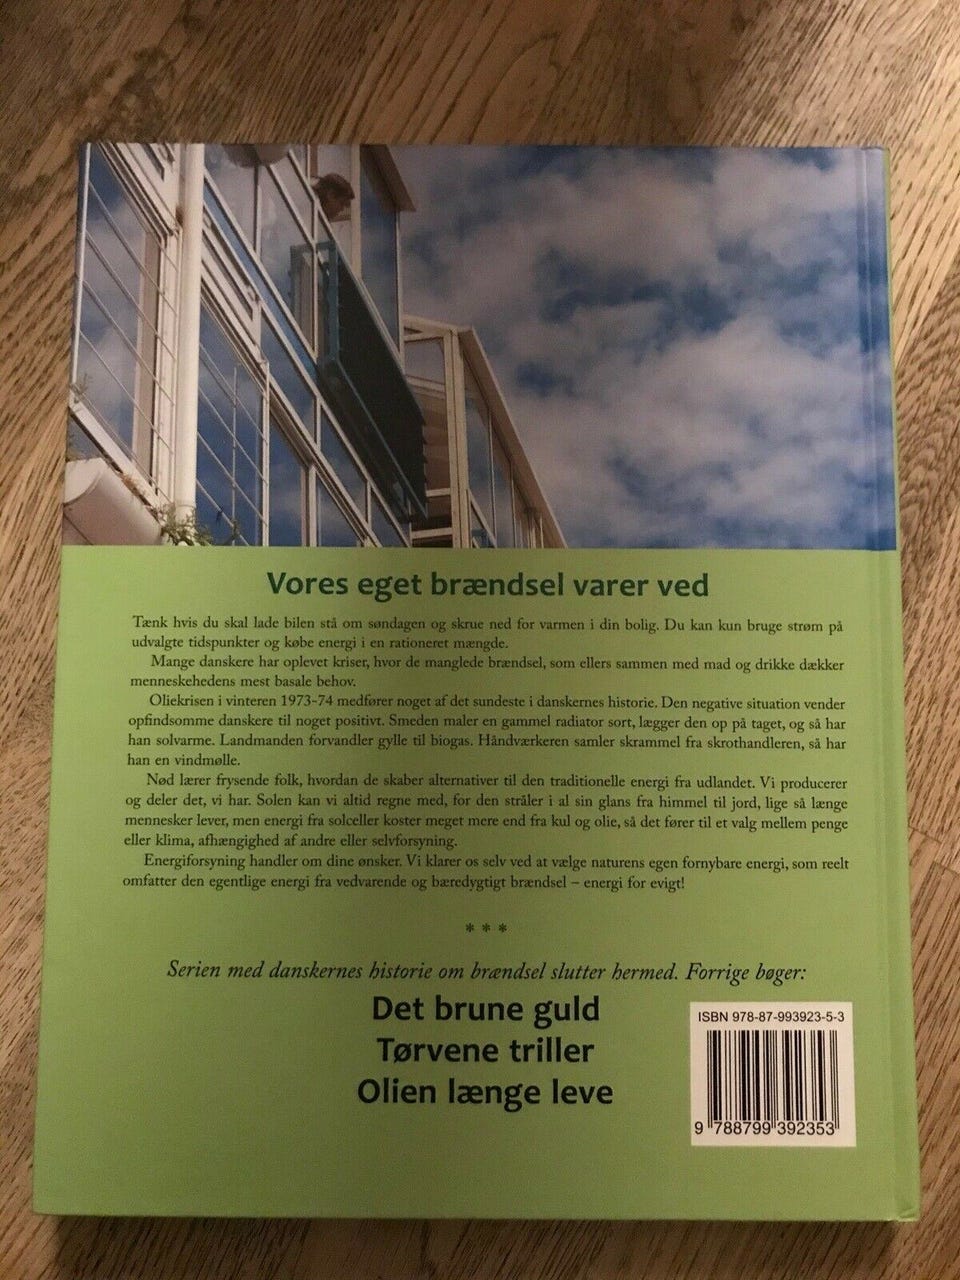 Vores eget brændsel varer ved
Tænk hvis du skal lade bilen stå om søndagen og skrue ned for varmen i din bolig. Du kan kun bruge strøm på
udvalgte tidspunkter og købe energi i en rationeret mængde.
Mange danskere har oplevet kriser, hvor de manglede brændsel, som ellers sammen med mad og drikke dækker
menneskehedens mest basale behov.
Oliekrisen i vinteren 1973-74 medfører noget af det sundeste i danskernes historie. Den negative situation vender
opfindsomme danskere til noget positivt. Smeden maler en gammel radiator sort, lægger den op på taget, og så har
han solvarme. Landmanden forvandler gylle til biogas. Håndværkeren samler skrammel fra skrothandleren, så har
han en vindmølle.
Nød lærer frysende folk, hvordan de skaber alternativer til den traditionelle energi fra udlandet. Vi producerer
og deler det, vi har. Solen kan vi altid regne med, for den stråler i al sin glans fra himmel til jord, lige så længe
mennesker lever, men energi fra solceller koster meget mere end fra kul og olie, så det fører til et valg mellem penge
eller klima, afhængighed af andre eller selvforsyning.
Energiforsyning handler om dine ønsker. Vi klarer os selv ved at vælge naturens egen fornybare energi, som reelt
omfatter den egentlige energi fra vedvarende og bæredygtigt brændsel – energi for evigt!
* * *
Serien med danskernes historie om brændsel slutter hermed. Forrige bøger:
Det brune guld
Tørvene triller
Olien længe leve
ISBN 978-87-993923-5-3
9 788799 392353